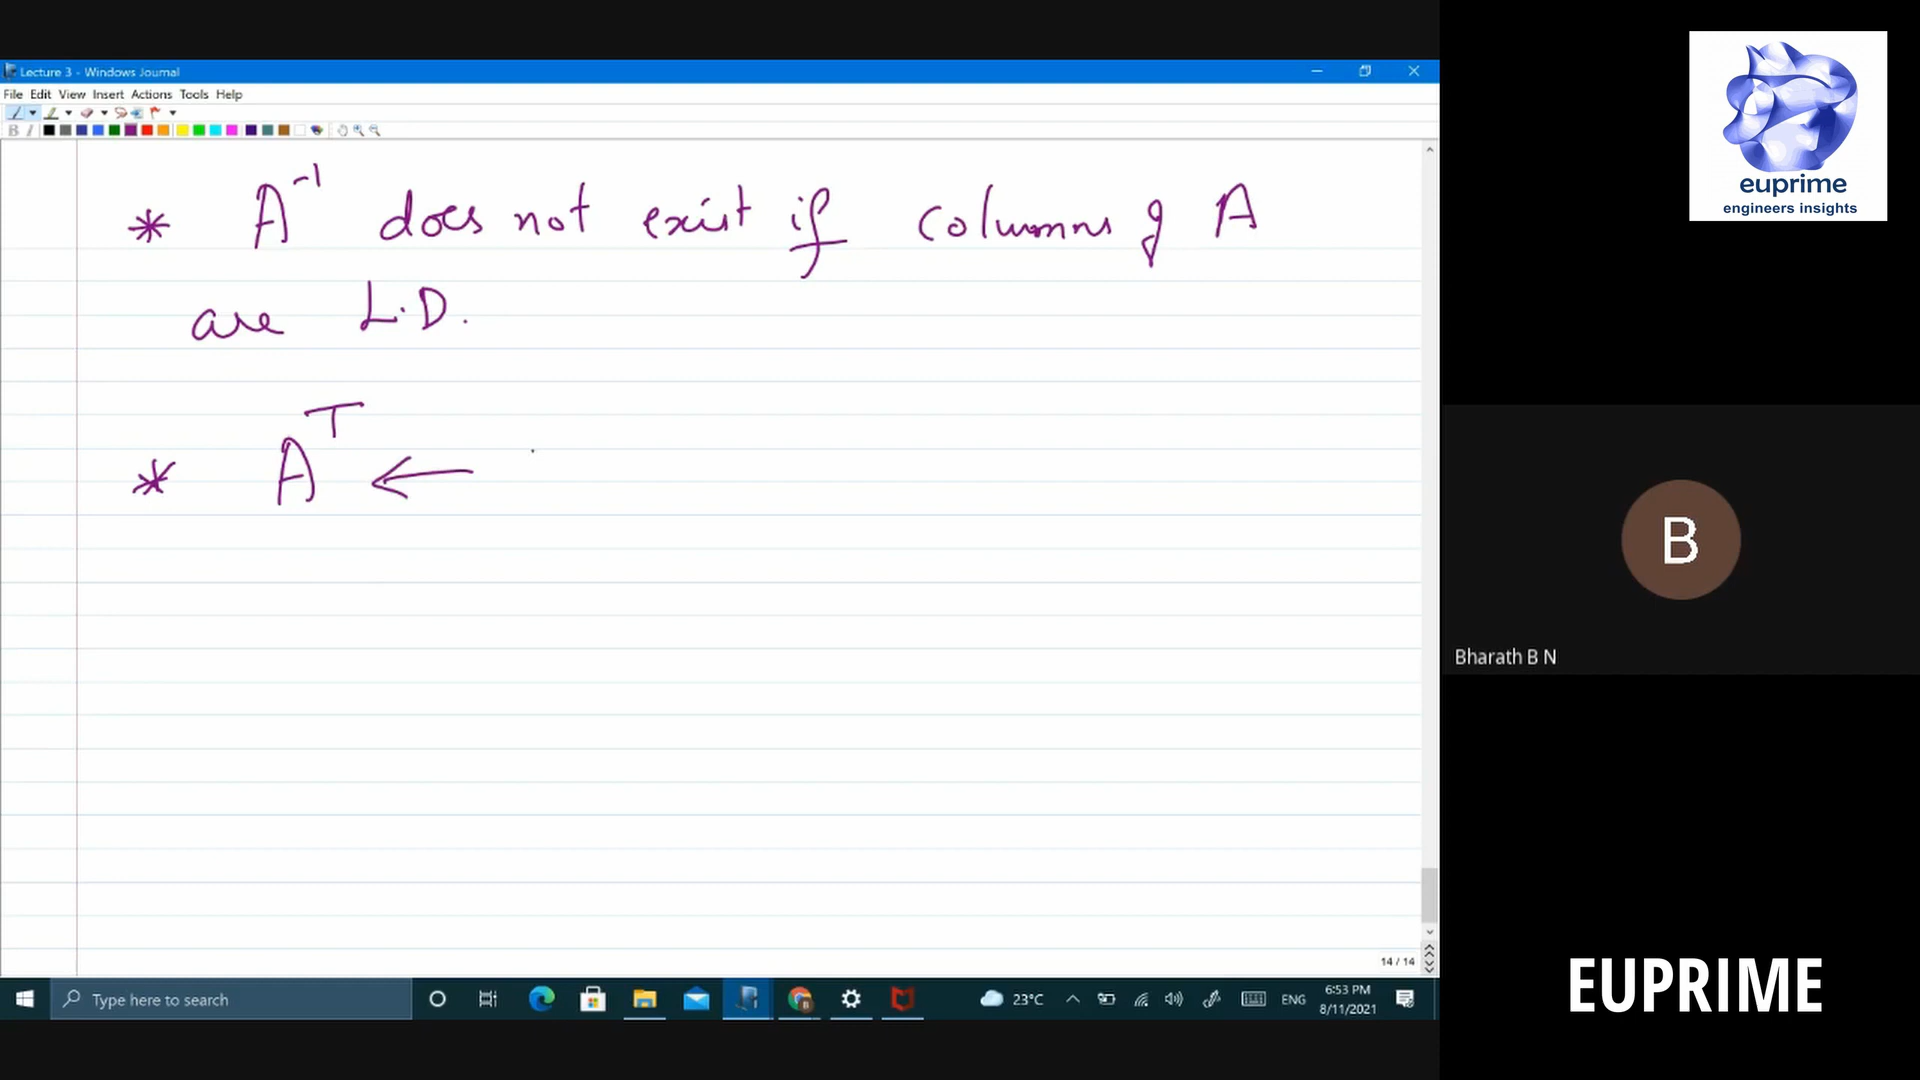 Lecture 3 - Windows Journal
File Edit View Insert Actions Tools Help
B I
* A⁻¹ does not exist if columns of A
are L.D.
* Aᵀ ←
14 / 14
Type here to search
23°C
ENG
6:53 PM
8/11/2021
euprime
engineers insights
B
Bharath B N
EUPRIME